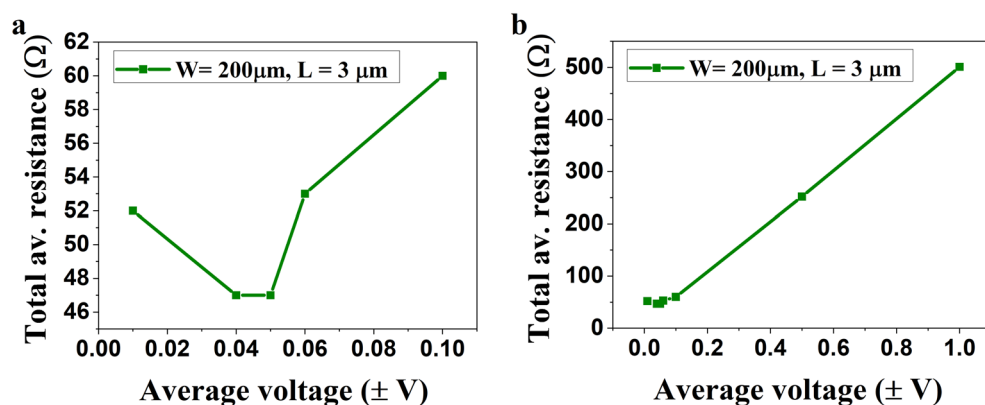 a
Total av. resistance (Ω)
62
60
58
56
54
52
50
48
46
W= 200μm, L = 3 μm
0.00 0.02 0.04 0.06 0.08 0.10
Average voltage (± V)
b
Total av. resistance (Ω)
500
400
300
200
100
0
W= 200μm, L = 3 μm
0.0 0.2 0.4 0.6 0.8 1.0
Average voltage (± V)